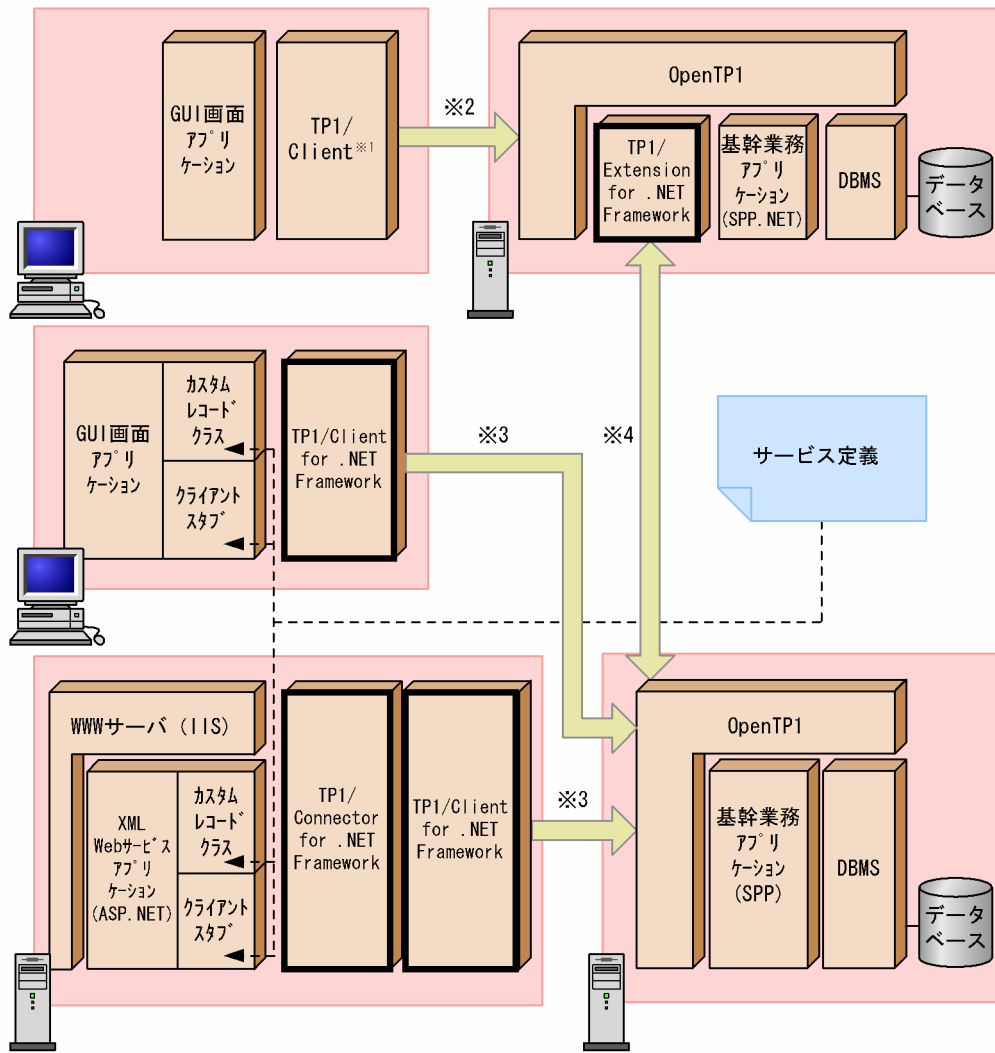 GUI画面
アプリ
ケーション
TP1/
Client※1
※2
OpenTP1
TP1/
Extension
for .NET
Framework
基幹業務
アプリ
ケーション
(SPP.NET)
DBMS
データ
ベース
GUI画面
アプリ
ケーション
カスタム
レコード
クラス
クライアント
スタブ
TP1/Client
for .NET
Framework
※3
※4
サービス定義
WWWサーバ（IIS）
XML
Webサービス
アプリ
ケーション
(ASP.NET)
カスタム
レコード
クラス
クライアント
スタブ
TP1/
Connector
for .NET
Framework
TP1/Client
for .NET
Framework
※3
OpenTP1
基幹業務
アプリ
ケーション
(SPP)
DBMS
データ
ベース